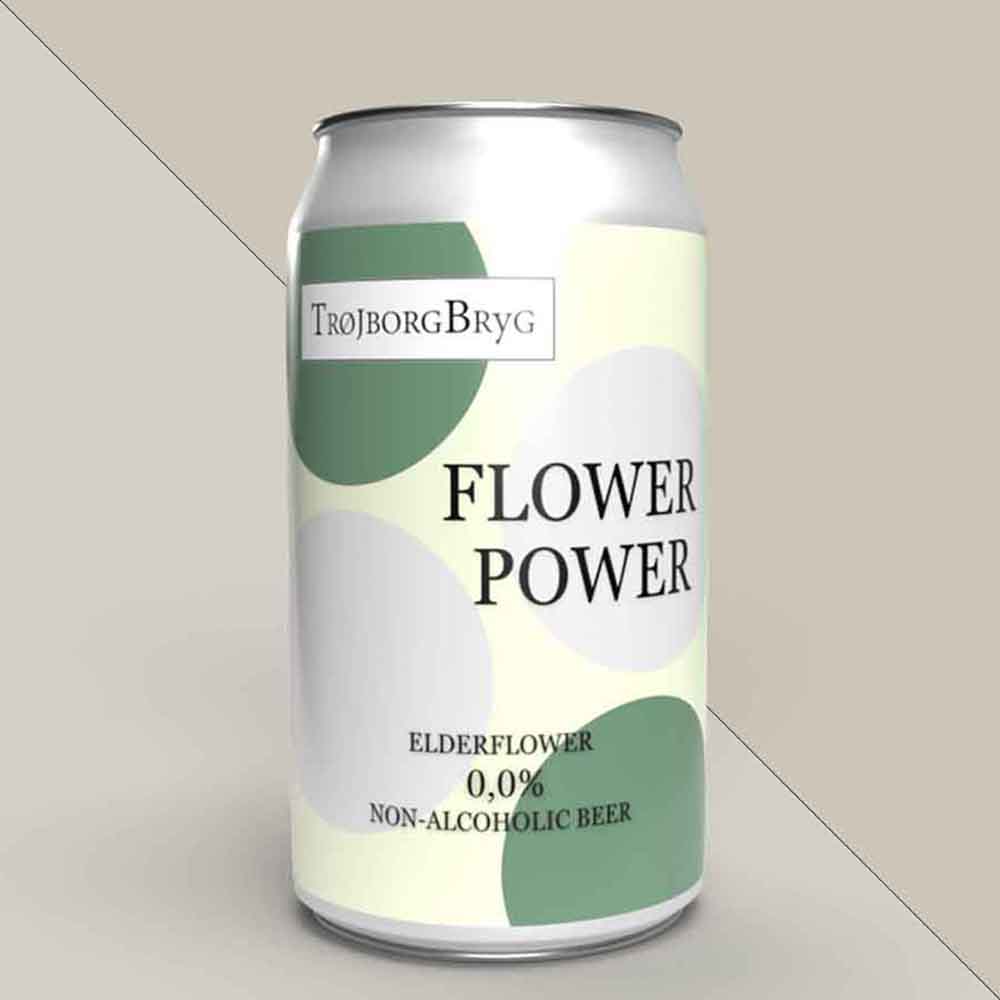 TrøJborgBryg
FLOWER
POWER
ELDERFLOWER
0,0%
NON-ALCOHOLIC BEER